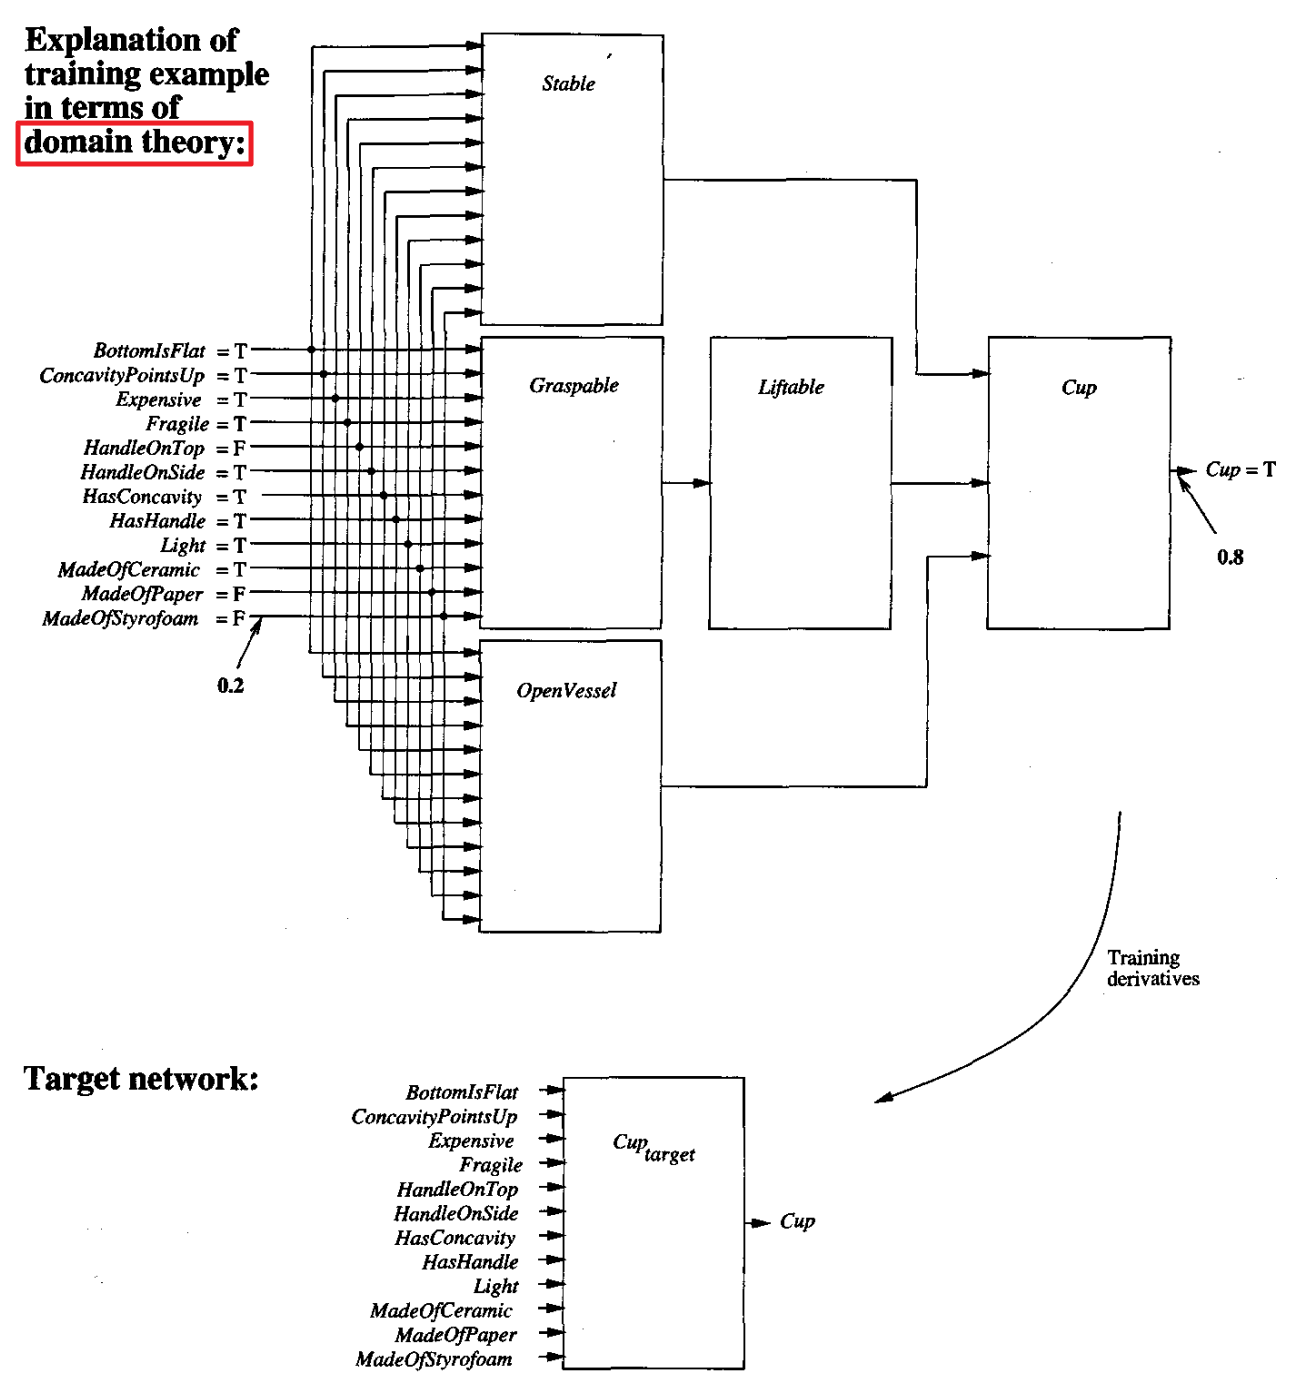 Explanation of
training example
in terms of
domain theory:
Stable
BottomIsFlat = T
ConcavityPointsUp = T
Expensive = T
Fragile = T
HandleOnTop = F
HandleOnSide = T
HasConcavity = T
HasHandle = T
Light = T
MadeOfCeramic = T
MadeOfPaper = F
MadeOfStyrofoam = F
0.2
Graspable
Liftable
Cup
Cup = T
0.8
OpenVessel
Training
derivatives
Target network:
BottomIsFlat
ConcavityPointsUp
Expensive
Fragile
HandleOnTop
HandleOnSide
HasConcavity
HasHandle
Light
MadeOfCeramic
MadeOfPaper
MadeOfStyrofoam
Cup target
Cup